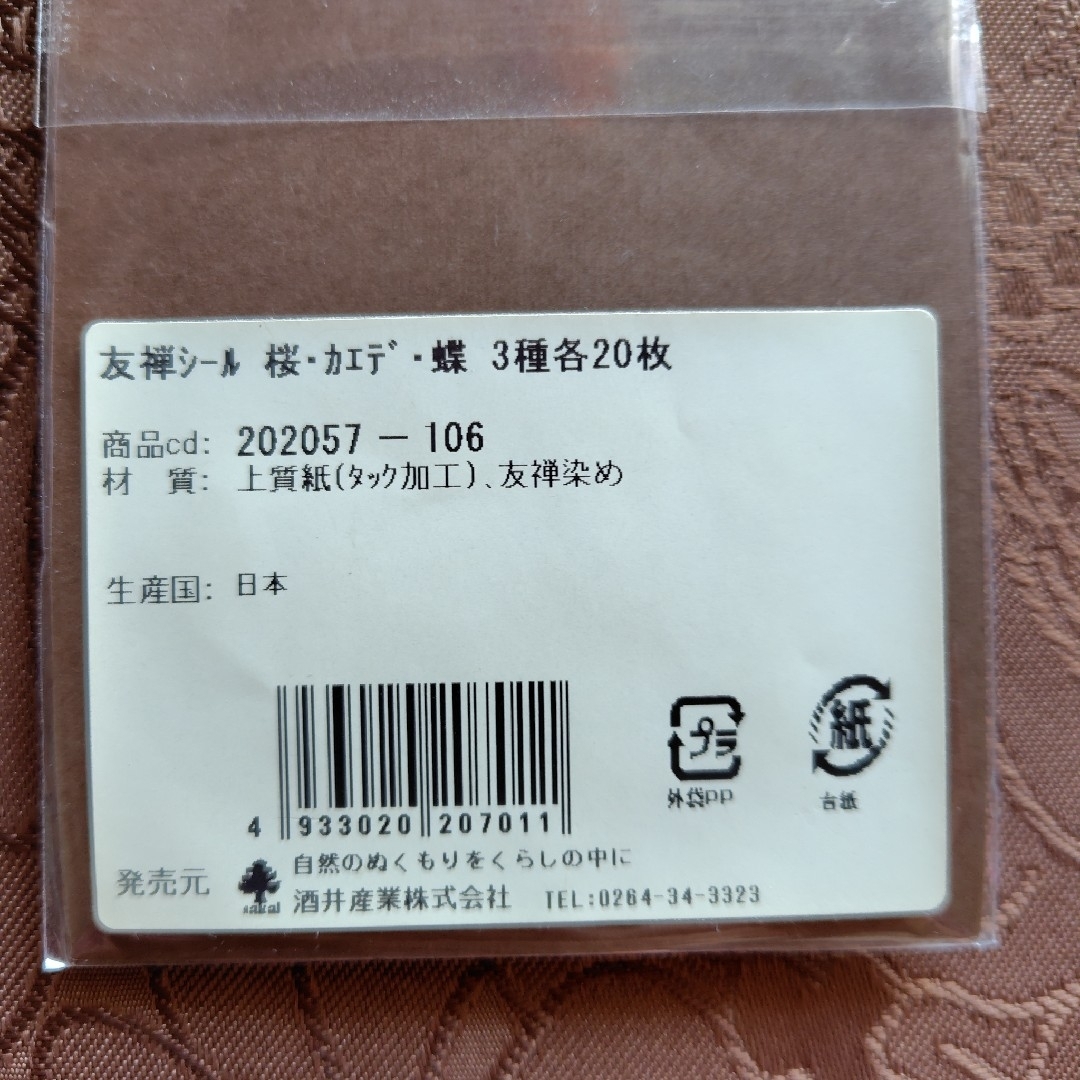 友禅ｼｰﾙ 桜・ｶｴﾃﾞ・蝶 3種各20枚
商品cd: 202057 － 106
材　質: 上質紙(ﾀｯｸ加工)、友禅染め
生産国: 日本
プラ
外袋PP
紙
台紙
4 933020 207011
発売元
sakai
自然のぬくもりをくらしの中に
酒井産業株式会社 TEL:0264-34-3323